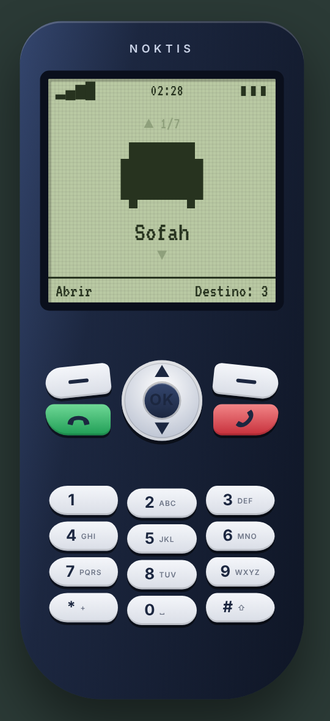 NOKTIS
02:28
▲ 1/7
Sofah
▼
Abrir Destino: 3
OK
1 2 ABC 3 DEF
4 GHI 5 JKL 6 MNO
7 PQRS 8 TUV 9 WXYZ
* + 0 ⎵ # ⇧